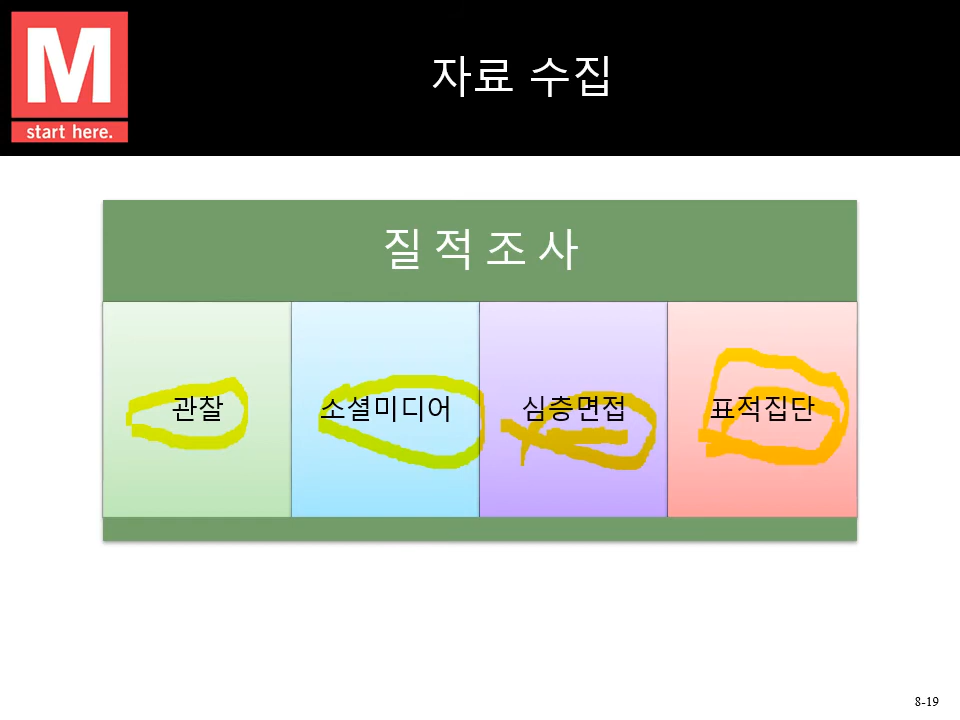 M
start here.
자료 수집
질 적 조 사
관찰
소셜미디어
심층면접
표적집단
8-19